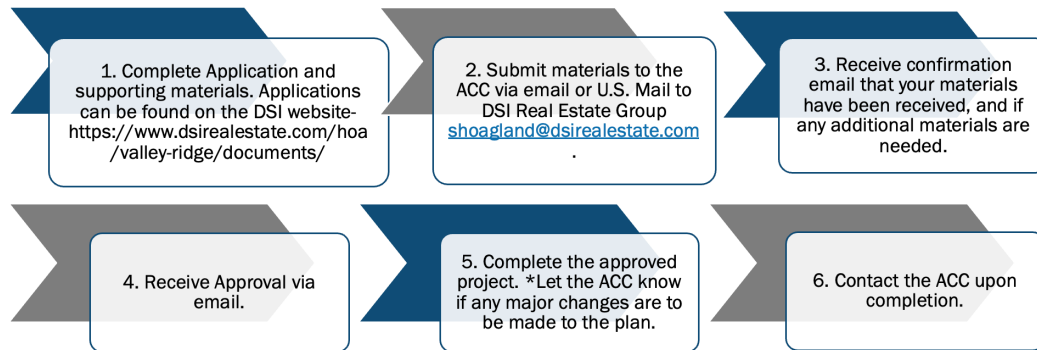 1. Complete Application and
supporting materials. Applications
can be found on the DSI website-
https://www.dsirealestate.com/hoa
/valley-ridge/documents/
2. Submit materials to the
ACC via email or U.S. Mail to
DSI Real Estate Group
shoagland@dsirealestate.com
.
3. Receive confirmation
email that your materials
have been received, and if
any additional materials are
needed.
4. Receive Approval via
email.
5. Complete the approved
project. *Let the ACC know
if any major changes are to
be made to the plan.
6. Contact the ACC upon
completion.